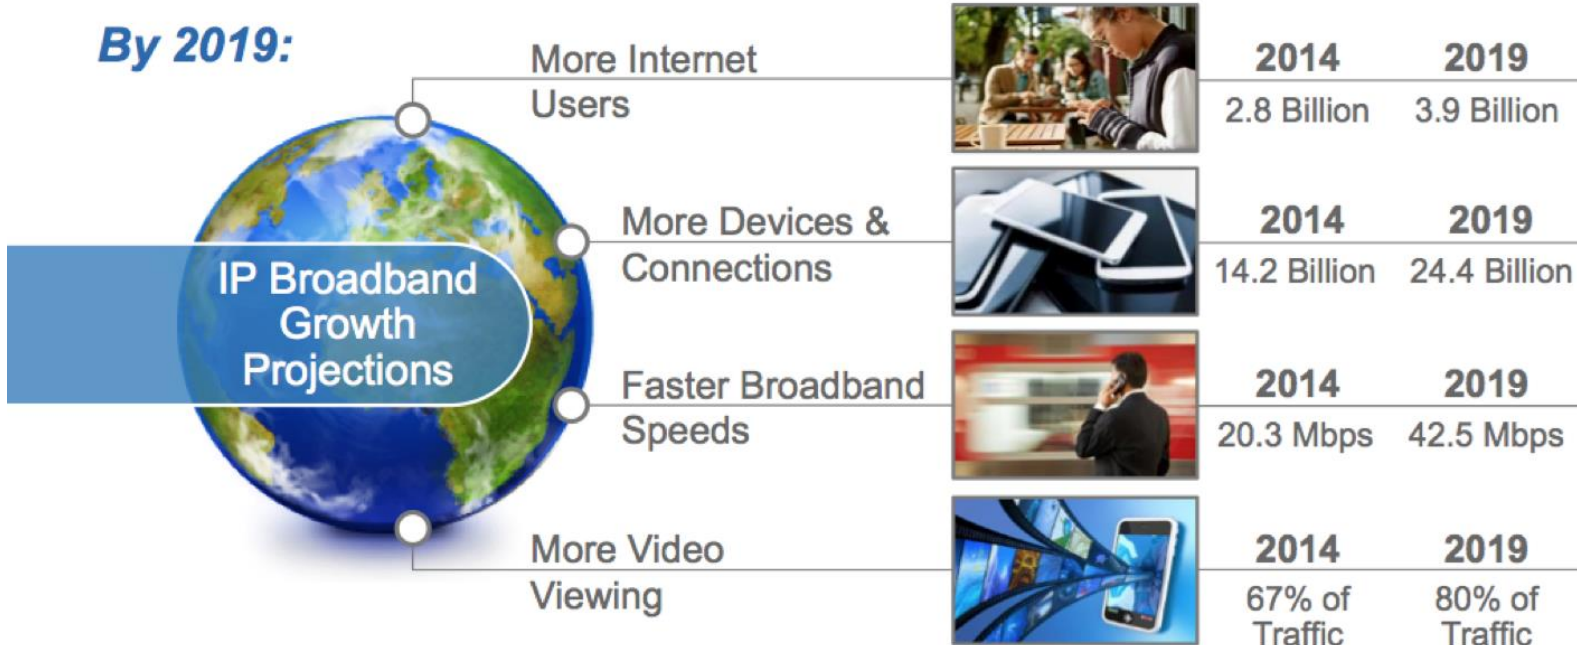 By 2019:
IP Broadband
Growth
Projections
More Internet
Users
2014 2019
2.8 Billion 3.9 Billion
More Devices &
Connections
2014 2019
14.2 Billion 24.4 Billion
Faster Broadband
Speeds
2014 2019
20.3 Mbps 42.5 Mbps
More Video
Viewing
2014 2019
67% of 80% of
Traffic Traffic